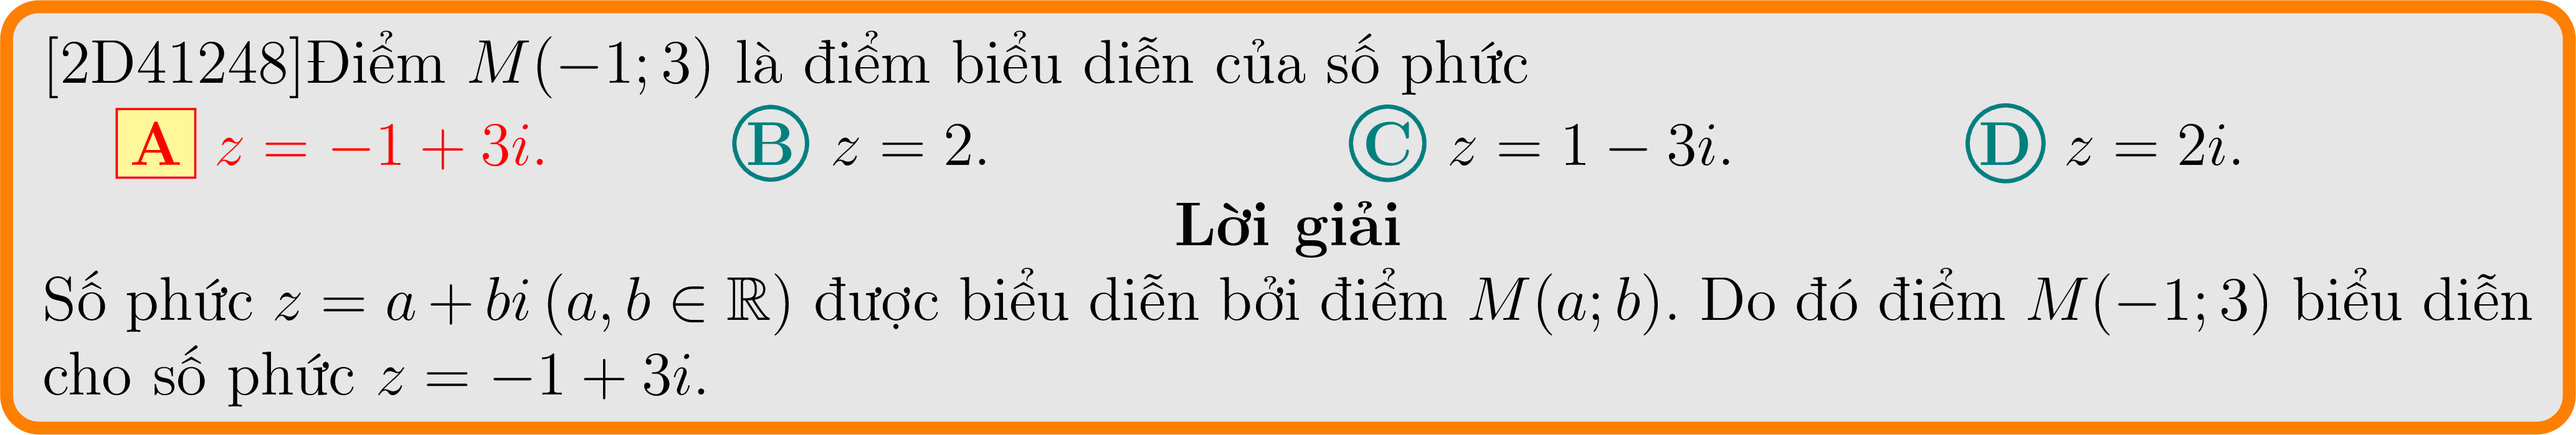 [2D41248]Điểm M(−1; 3) là điểm biểu diễn của số phức
A z = −1 + 3i. B z = 2. C z = 1 − 3i. D z = 2i.
Lời giải
Số phức z = a + bi (a, b ∈ ℝ) được biểu diễn bởi điểm M(a; b). Do đó điểm M(−1; 3) biểu diễn
cho số phức z = −1 + 3i.